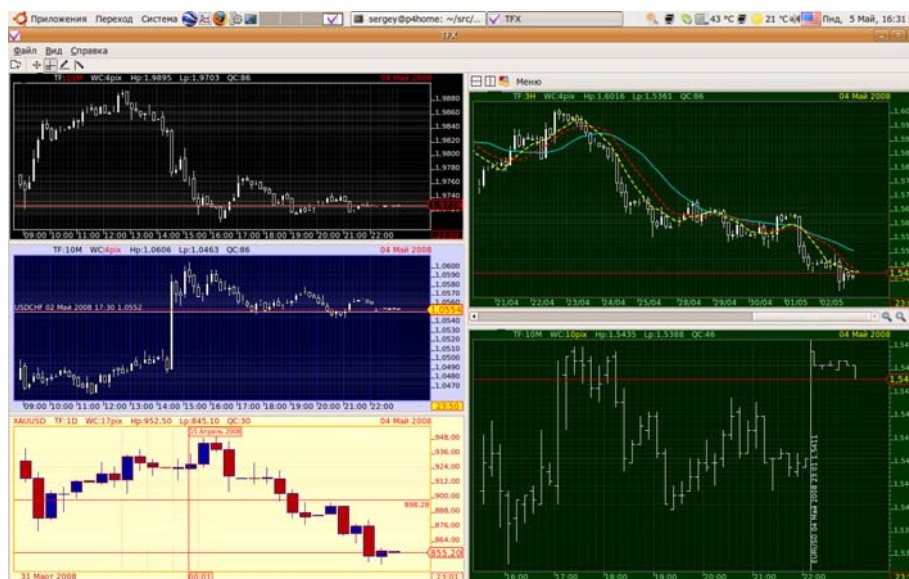 Приложения Переход Система
sergey@p4home: ~/src/...
TFX
43 °C
21 °C
Пнд, 5 Май, 16:31
TFX
Файл Вид Справка
TF:10M WC:4pix Hp:1.9895 Lp:1.9703 QC:86
04 Май 2008
1,9880
1,9860
1,9840
1,9820
1,9800
1,9780
1,9760
1,9740
09:00 10:00 11:00 12:00 13:00 14:00 15:00 16:00 17:00 18:00 19:00 20:00 21:00 22:00
TF:10M WC:4pix Hp:1.0606 Lp:1.0463 QC:86
04 Май 2008
1,0600
1,0590
1,0580
1,0570
1,0560
USDCHF 02 Май 2008 17:30 1.0552
1,0554
1,0540
1,0530
1,0520
1,0510
1,0500
1,0490
1,0480
1,0470
09:00 10:00 11:00 12:00 13:00 14:00 15:00 16:00 17:00 18:00 19:00 20:00 21:00 22:00
23:50
XAUUSD TF:1D WC:17pix Hp:952,50 Lp:845,10 QC:30
04 Май 2008
15 Апрель 2008
948,00
936,00
924,00
912,00
900,00
898,28
888,00
876,00
864,00
855,20
31 Март 2008
00:01
23:01
Меню
TF:3H WC:4pix Hp:1.6016 Lp:1.5361 QC:86
04 Май 2008
21/04 22/04 23/04 24/04 25/04 28/04 29/04 30/04 01/05 02/05
TF:10M WC:10pix Hp:1.5435 Lp:1.5388 QC:46
04 Май 2008
EURUSD 04 Май 2008 23:01 1.5411
16:00 17:00 18:00 19:00 20:00 21:00 22:00